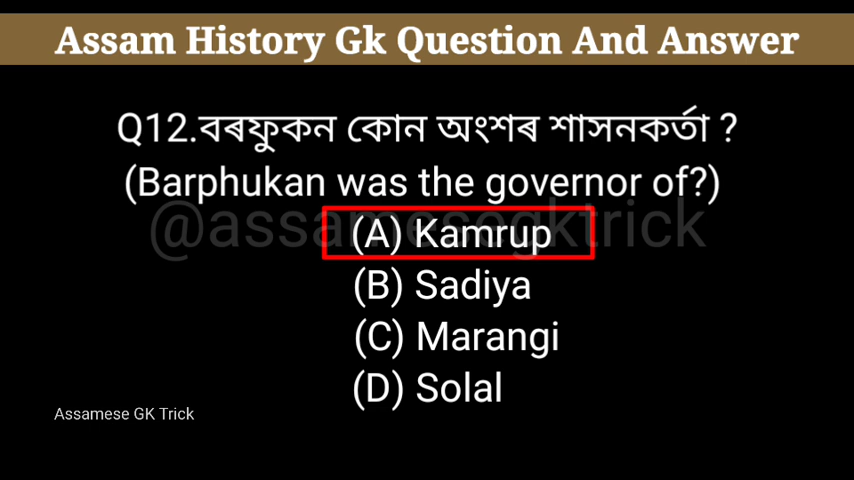 Assam History Gk Question And Answer
Q12.বৰফুকন কোন অংশৰ শাসনকৰ্তা ?
(Barphukan was the governor of?)
@assamesegktrick
(A) Kamrup
(B) Sadiya
(C) Marangi
(D) Solal
Assamese GK Trick